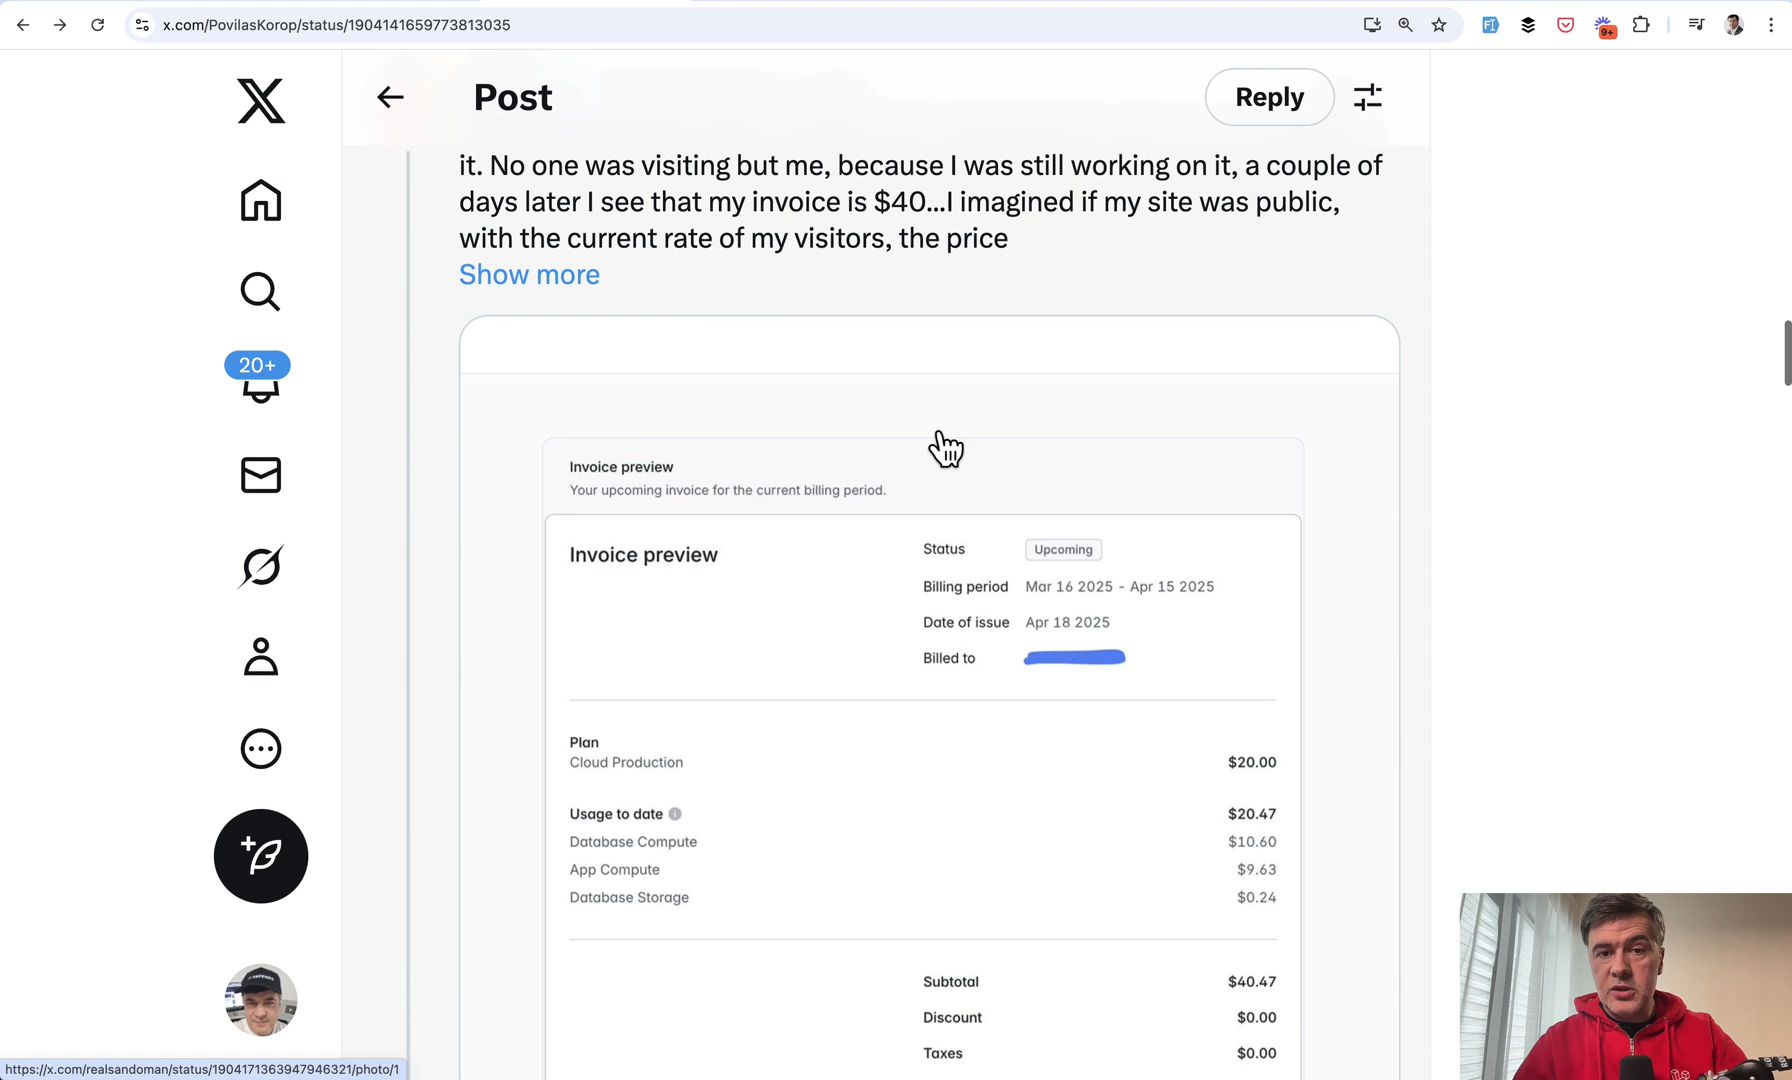 x.com/PovilasKorop/status/1904141659773813035
9+
Post
Reply
it. No one was visiting but me, because I was still working on it, a couple of
days later I see that my invoice is $40...I imagined if my site was public,
with the current rate of my visitors, the price
Show more
20+
Invoice preview
Your upcoming invoice for the current billing period.
Invoice preview
Status Upcoming
Billing period Mar 16 2025 - Apr 15 2025
Date of issue Apr 18 2025
Billed to
Plan
Cloud Production $20.00
Usage to date $20.47
Database Compute $10.60
App Compute $9.63
Database Storage $0.24
Subtotal $40.47
Discount $0.00
Taxes $0.00
https://x.com/realsandoman/status/1904171363947946321/photo/1